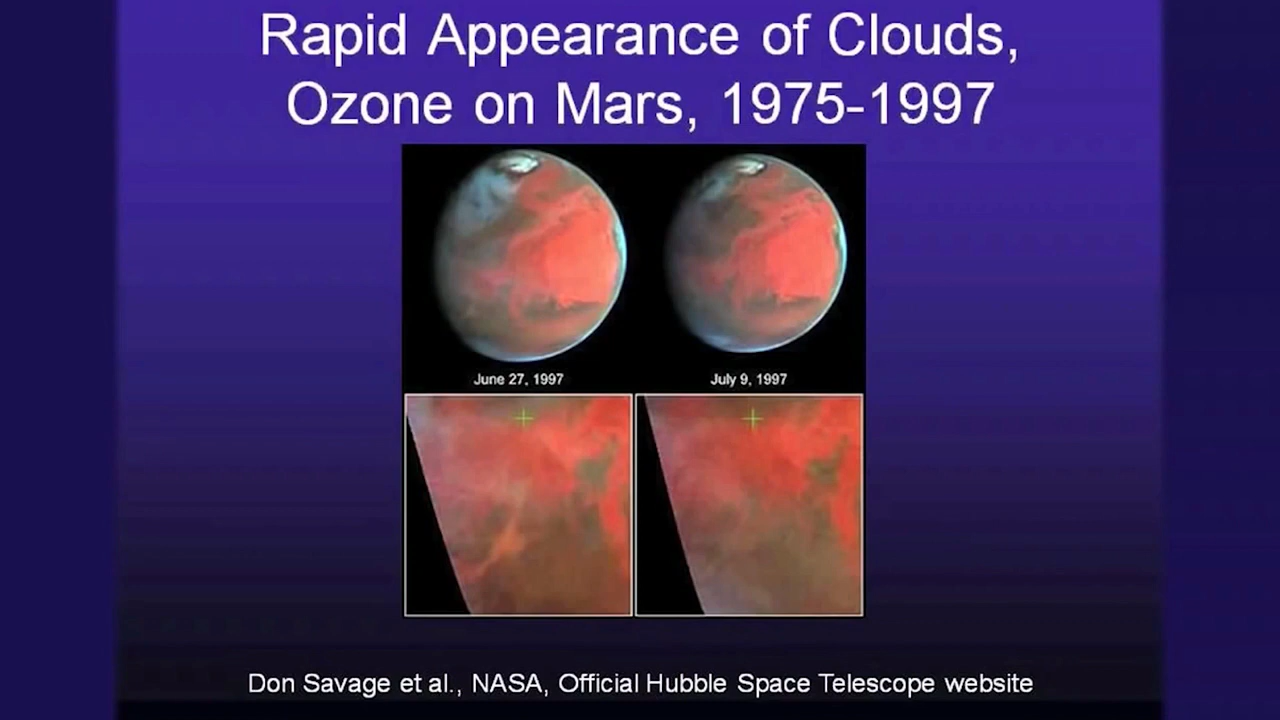 Rapid Appearance of Clouds,
Ozone on Mars, 1975-1997
June 27, 1997
July 9, 1997
Don Savage et al., NASA, Official Hubble Space Telescope website